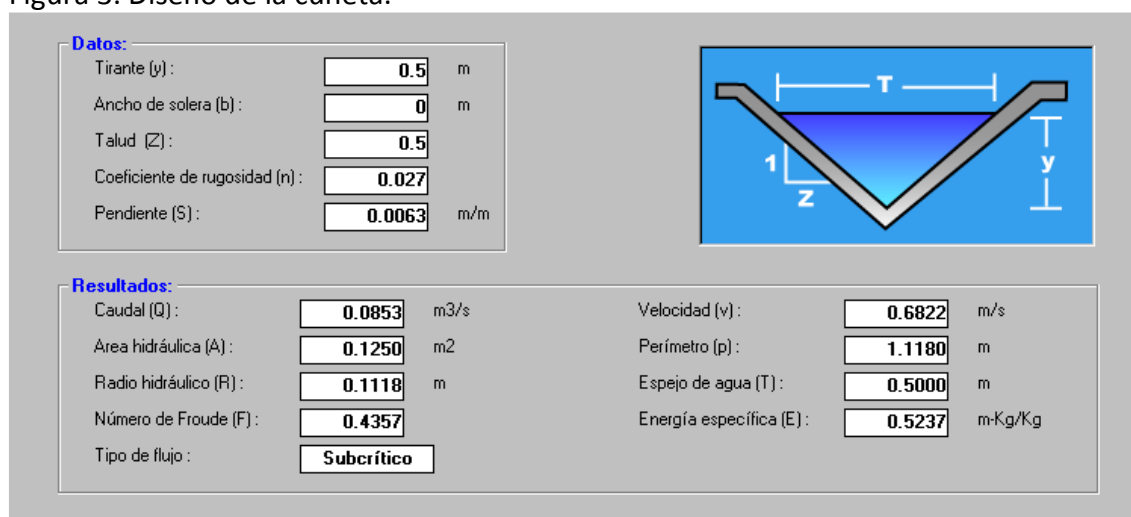 Figura 5. Diseño de la cuneta.
Datos:
Tirante (y) : 0.5 m
Ancho de solera (b) : 0 m
Talud (Z) : 0.5
Coeficiente de rugosidad (n) : 0.027
Pendiente (S) : 0.0063 m/m
T
1
Z
y
Resultados:
Caudal (Q) : 0.0853 m3/s Velocidad (v) : 0.6822 m/s
Area hidráulica (A) : 0.1250 m2 Perímetro (p) : 1.1180 m
Radio hidráulico (R) : 0.1118 m Espejo de agua (T) : 0.5000 m
Número de Froude (F) : 0.4357 Energía específica (E) : 0.5237 m-Kg/Kg
Tipo de flujo : Subcrítico